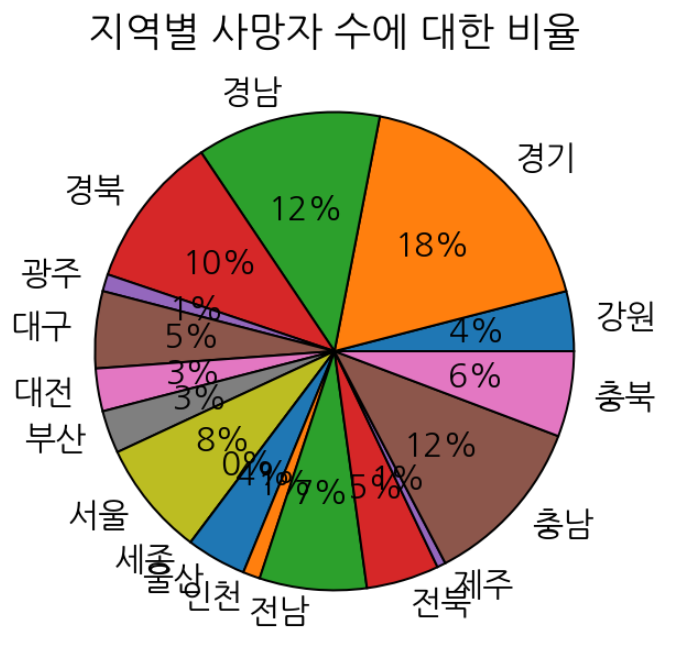 지역별 사망자 수에 대한 비율
경남
경기
경북
12%
18%
10%
광주
1%
강원
대구
5%
4%
대전
3%
6%
충북
부산
3%
12%
8%
0%
4%
1%
7%
5%
1%
서울
충남
세종
울산
인천
전남
전북
제주